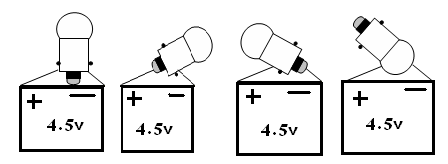 + − + − + − + −
4.5v 4.5v 4.5v 4.5v